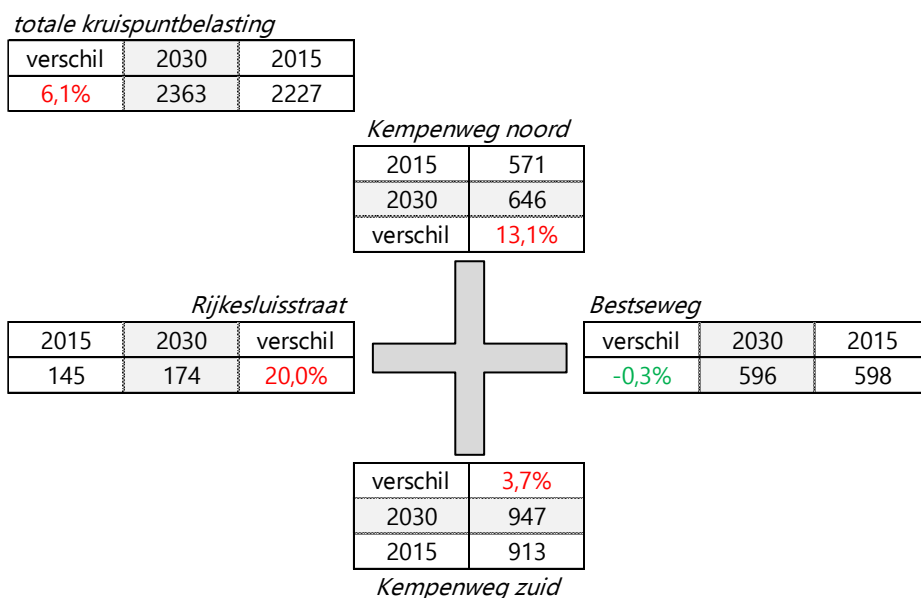 totale kruispuntbelasting
verschil 2030 2015
6,1% 2363 2227
Kempenweg noord
2015 571
2030 646
verschil 13,1%
Rijkesluisstraat
2015 2030 verschil
145 174 20,0%
Bestseweg
verschil 2030 2015
-0,3% 596 598
verschil 3,7%
2030 947
2015 913
Kempenweg zuid